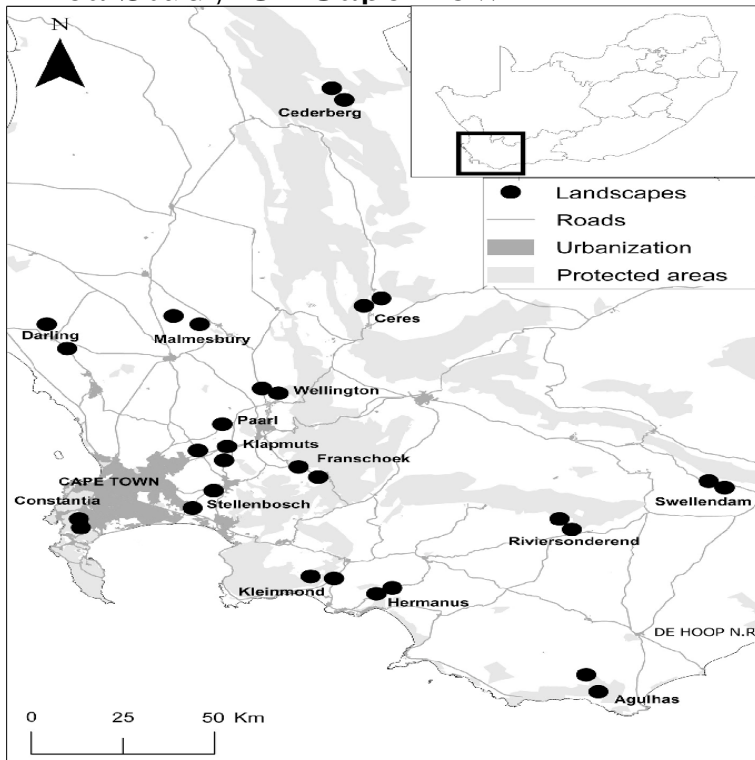 N
Cederberg
Landscapes
Roads
Urbanization
Protected areas
Ceres
Darling
Malmesbury
Wellington
Paarl
Klapmuts
Franschoek
CAPE TOWN
Constantia
Stellenbosch
Swellendam
Riviersonderend
Kleinmond
Hermanus
DE HOOP N.R
Agulhas
0 25 50 Km